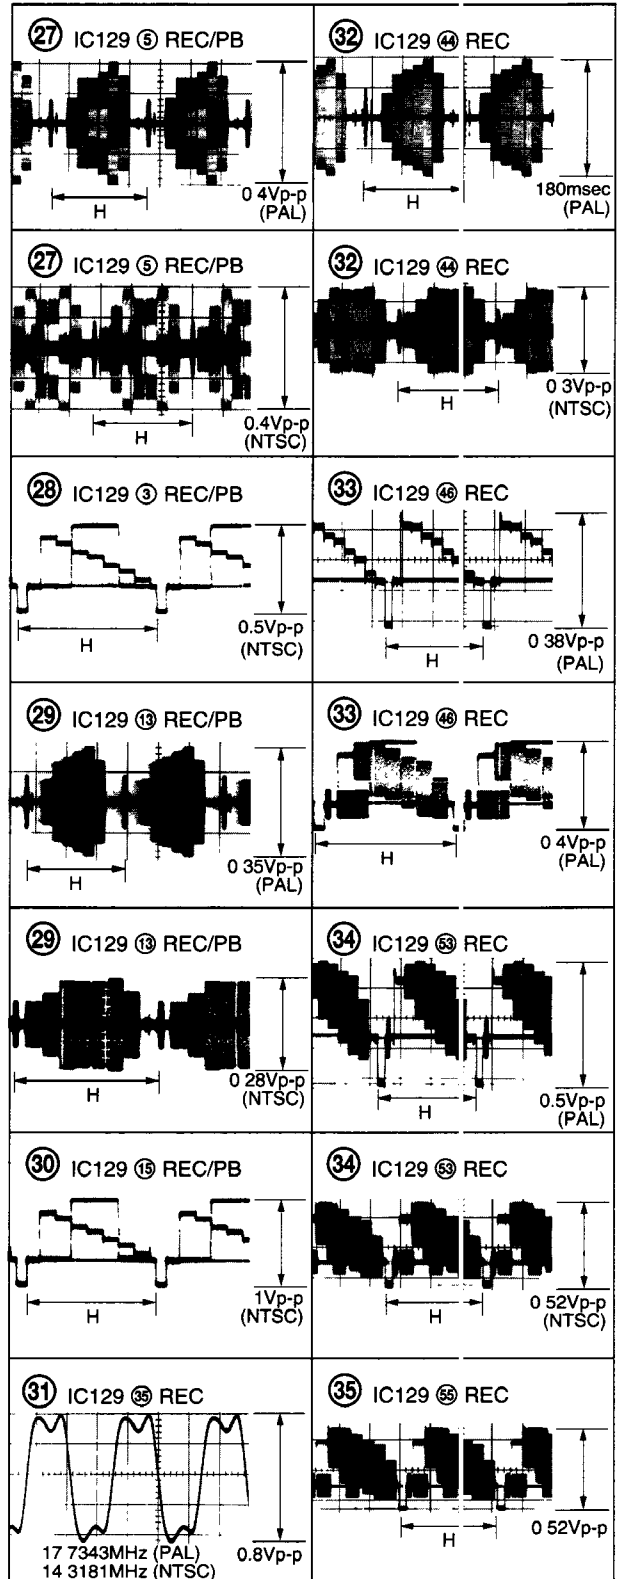 27 IC129 5 REC/PB
H
0 4Vp-p
(PAL)
27 IC129 5 REC/PB
H
0.4Vp-p
(NTSC)
28 IC129 3 REC/PB
H
0.5Vp-p
(NTSC)
29 IC129 13 REC/PB
H
0 35Vp-p
(PAL)
29 IC129 13 REC/PB
H
0 28Vp-p
(NTSC)
30 IC129 15 REC/PB
H
1Vp-p
(NTSC)
31 IC129 35 REC
17 7343MHz (PAL)
14 3181MHz (NTSC)
0.8Vp-p
32 IC129 44 REC
H
180msec
(PAL)
32 IC129 44 REC
H
0 3Vp-p
(NTSC)
33 IC129 46 REC
H
0 38Vp-p
(PAL)
33 IC129 46 REC
H
0 4Vp-p
(PAL)
34 IC129 53 REC
H
0.5Vp-p
(PAL)
34 IC129 53 REC
H
0 52Vp-p
(NTSC)
35 IC129 55 REC
H
0 52Vp-p